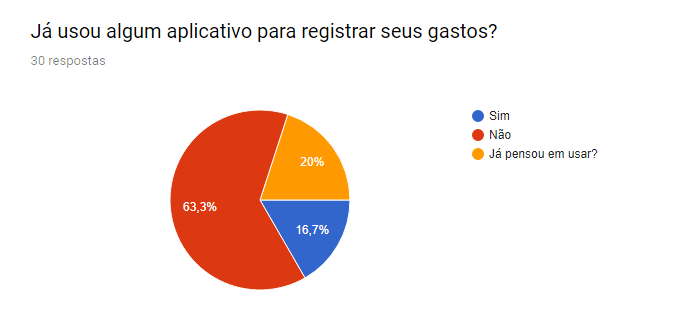 Já usou algum aplicativo para registrar seus gastos?
30 respostas
Sim
Não
Já pensou em usar?
20%
63,3%
16,7%